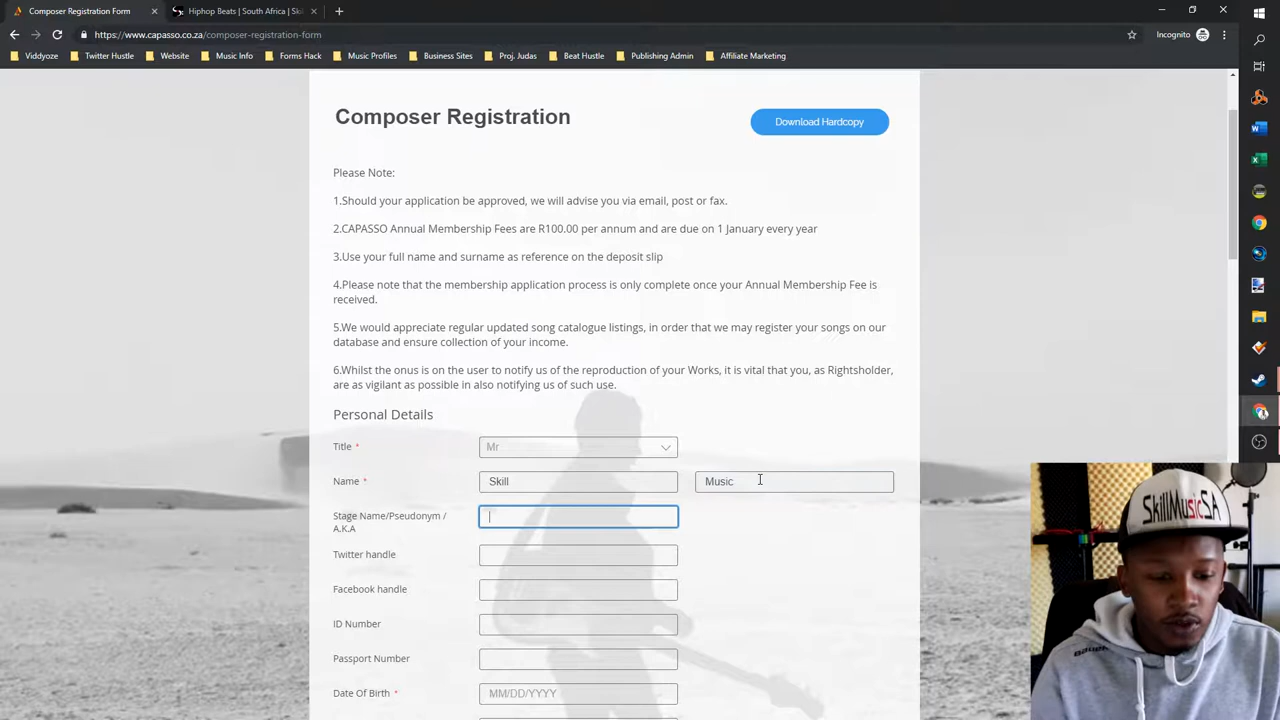 Composer Registration Form
Hiphop Beats | South Africa | Ski
https://www.capasso.co.za/composer-registration-form
Incognito
Viddyoze
Twitter Hustle
Website
Music Info
Forms Hack
Music Profiles
Business Sites
Proj. Judas
Beat Hustle
Publishing Admin
Affiliate Marketing
Composer Registration
Download Hardcopy
Please Note:
1.Should your application be approved, we will advise you via email, post or fax.
2.CAPASSO Annual Membership Fees are R100.00 per annum and are due on 1 January every year
3.Use your full name and surname as reference on the deposit slip
4.Please note that the membership application process is only complete once your Annual Membership Fee is
received.
5.We would appreciate regular updated song catalogue listings, in order that we may register your songs on our
database and ensure collection of your income.
6.Whilst the onus is on the user to notify us of the reproduction of your Works, it is vital that you, as Rightsholder,
are as vigilant as possible in also notifying us of such use.
Personal Details
Title *
Mr
Name *
Skill
Music
Stage Name/Pseudonym /
A.K.A
Twitter handle
Facebook handle
ID Number
Passport Number
Date Of Birth *
MM/DD/YYYY
SkillMusicSA
BAUER